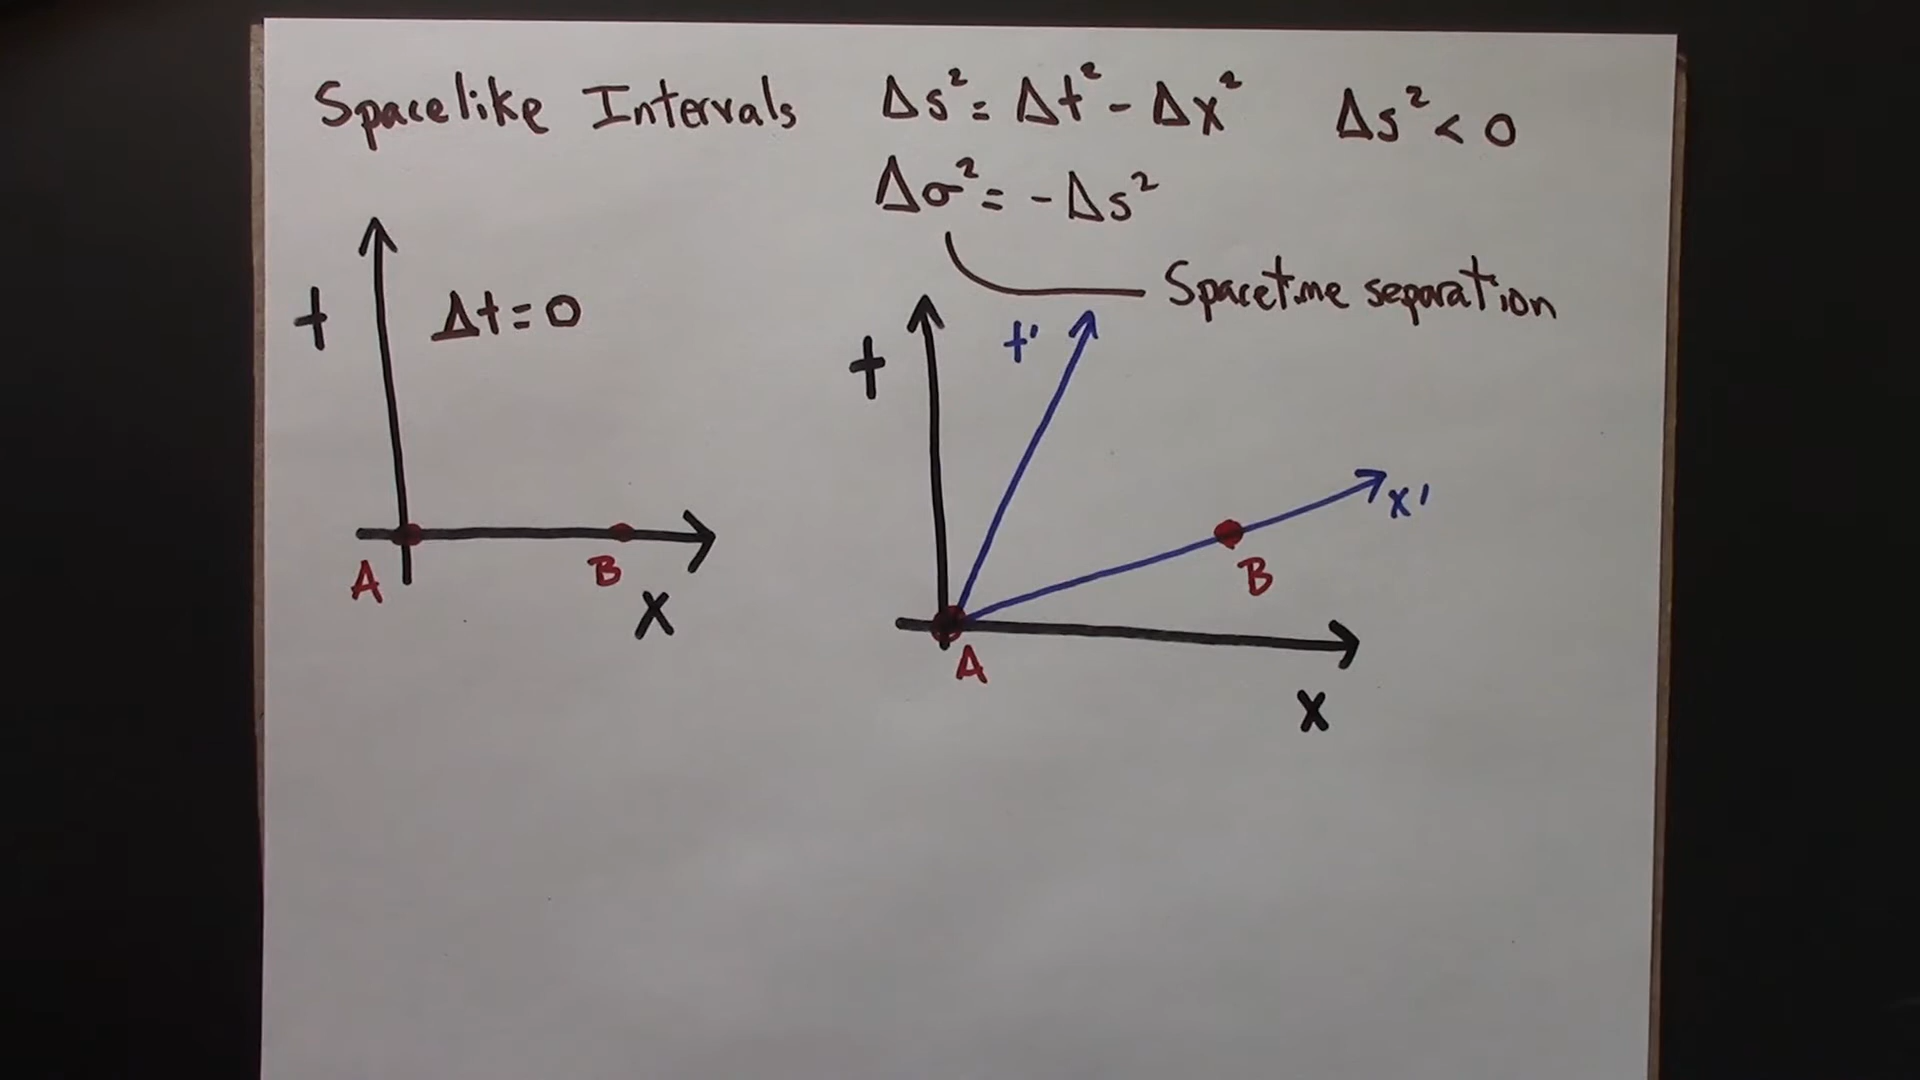 Spacelike Intervals Δs² = Δt² - Δx² Δs² < 0
Δσ² = -Δs²
Spacetime separation
t
Δt = 0
A
B
x
t
t'
x'
B
A
x